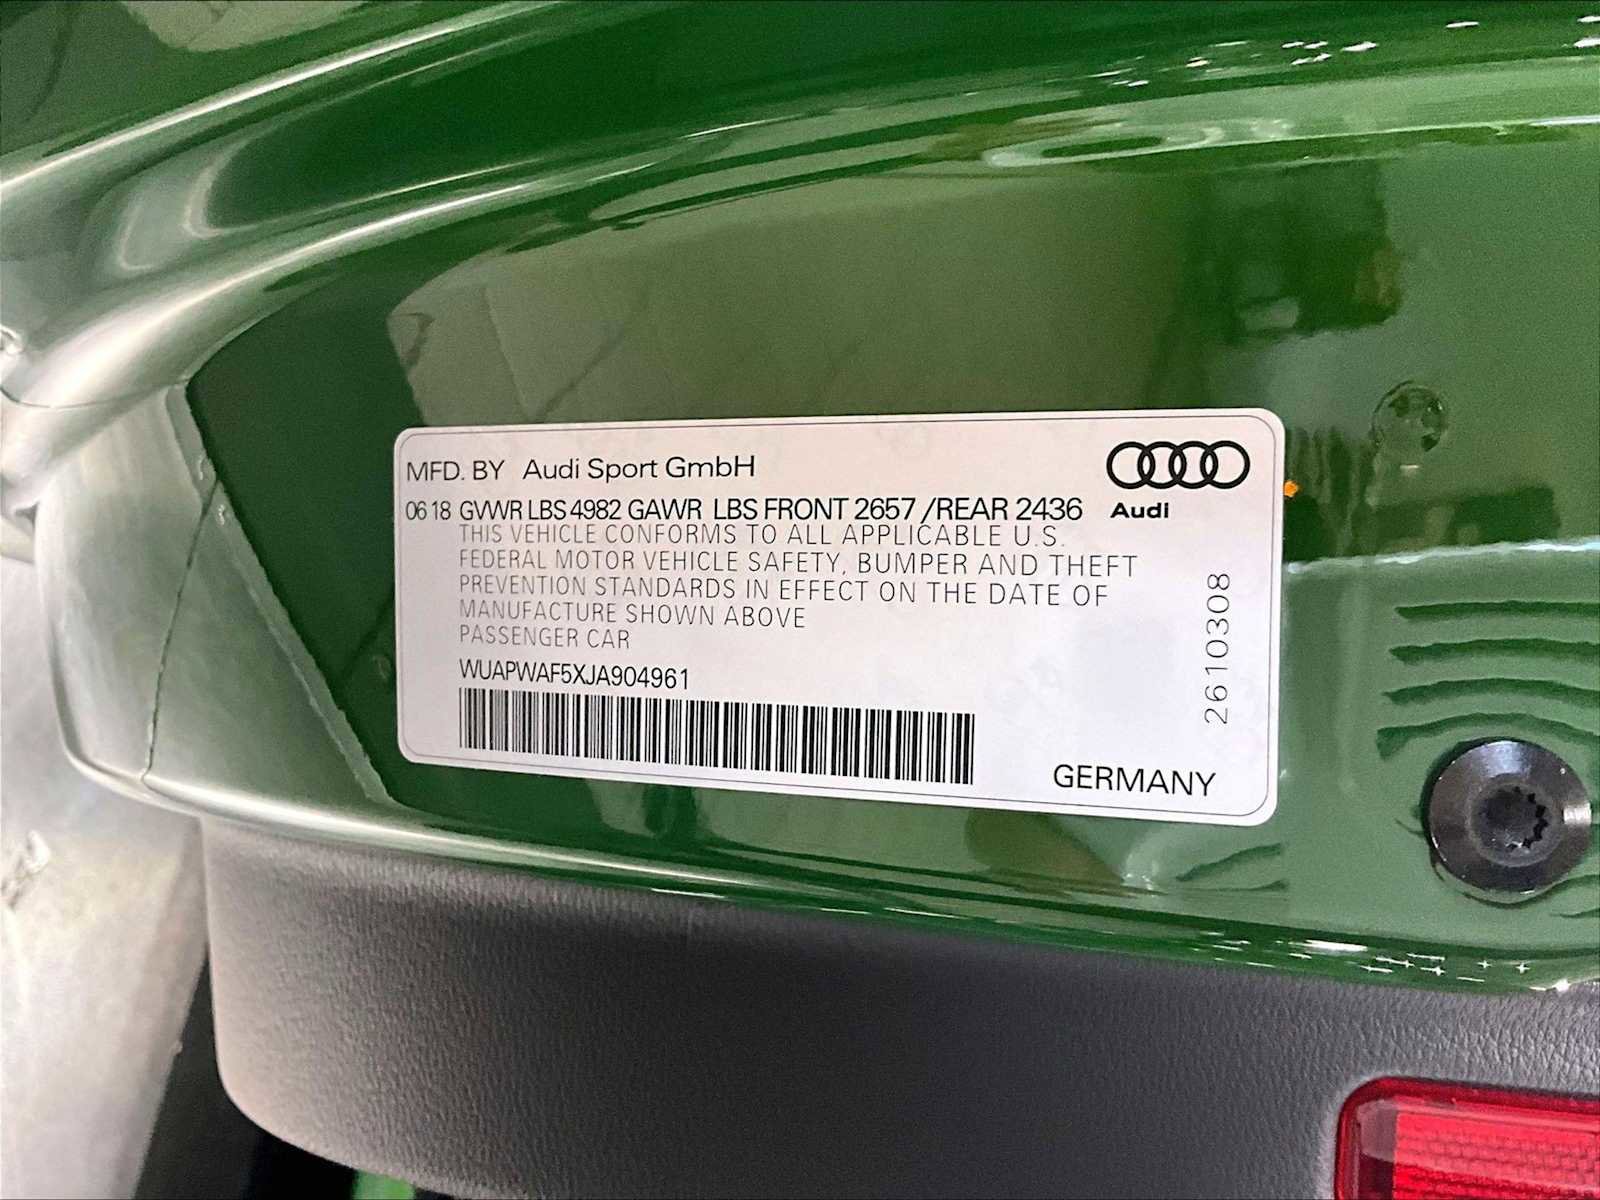 MFD. BY Audi Sport GmbH
06 18 GVWR LBS 4982 GAWR LBS FRONT 2657 /REAR 2436
Audi
THIS VEHICLE CONFORMS TO ALL APPLICABLE U.S.
FEDERAL MOTOR VEHICLE SAFETY, BUMPER AND THEFT
PREVENTION STANDARDS IN EFFECT ON THE DATE OF
MANUFACTURE SHOWN ABOVE
PASSENGER CAR
WUAPWAF5XJA904961
2610308
GERMANY